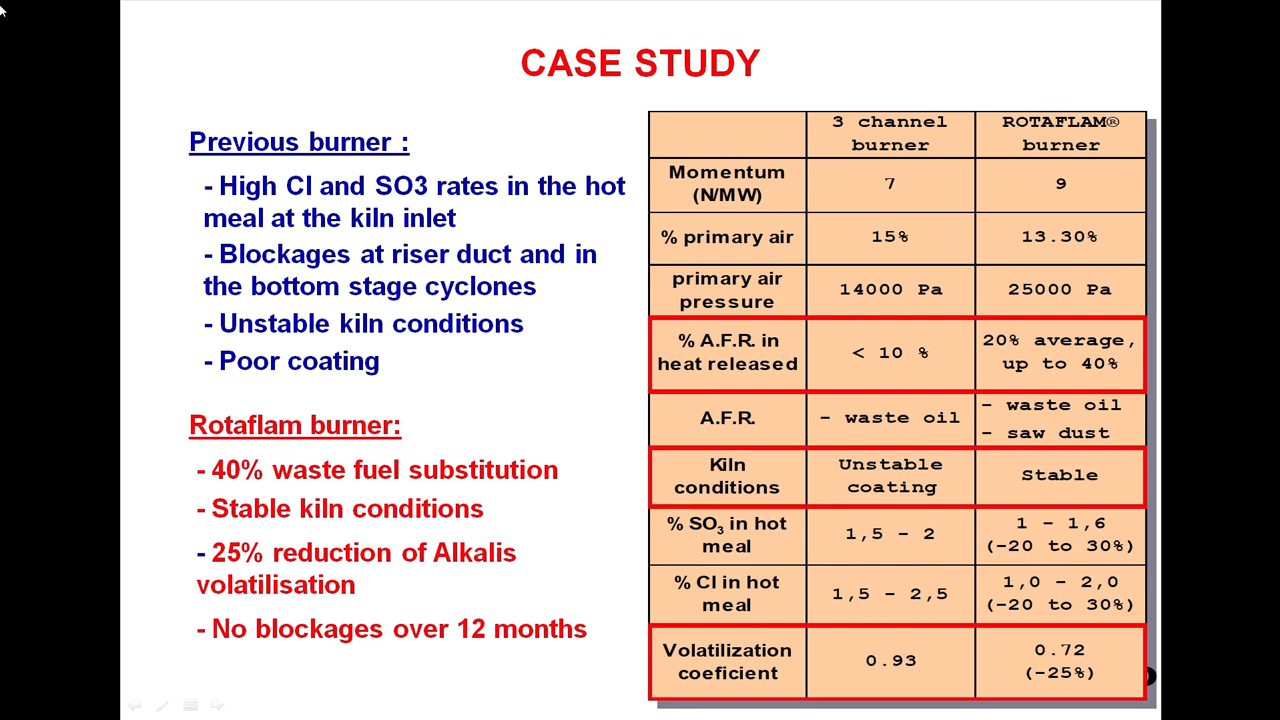 CASE STUDY
Previous burner :
- High Cl and SO3 rates in the hot
meal at the kiln inlet
- Blockages at riser duct and in
the bottom stage cyclones
- Unstable kiln conditions
- Poor coating
Rotaflam burner:
- 40% waste fuel substitution
- Stable kiln conditions
- 25% reduction of Alkalis
volatilisation
- No blockages over 12 months
3 channel
burner
ROTAFLAM®
burner
Momentum
(N/MW)
7
9
% primary air
15%
13.30%
primary air
pressure
14000 Pa
25000 Pa
% A.F.R. in
heat released
< 10 %
20% average,
up to 40%
A.F.R.
- waste oil
- waste oil
- saw dust
Kiln
conditions
Unstable
coating
Stable
% SO3 in hot
meal
1,5 - 2
1 - 1,6
(-20 to 30%)
% Cl in hot
meal
1,5 - 2,5
1,0 - 2,0
(-20 to 30%)
Volatilization
coeficient
0.93
0.72
(-25%)